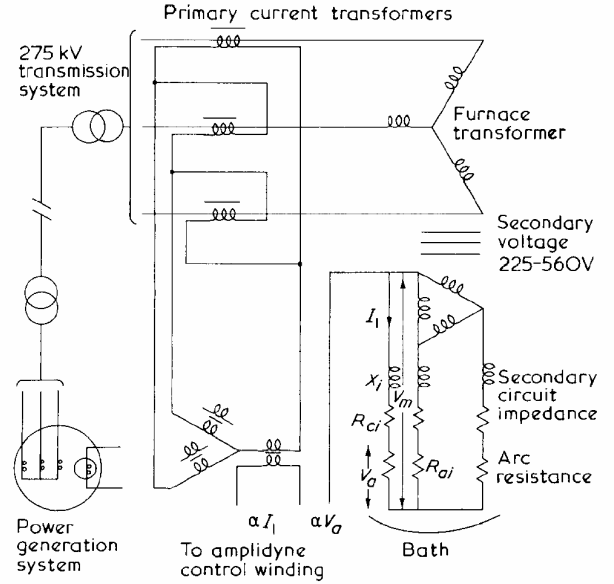 Primary current transformers
275 kV
transmission
system
Furnace
transformer
Secondary
voltage
225-560V
I1
Xi
Vm
Rci
Secondary
circuit
impedance
Va
Rai
Arc
resistance
Power
generation
system
αI1
αVa
To amplidyne
control winding
Bath